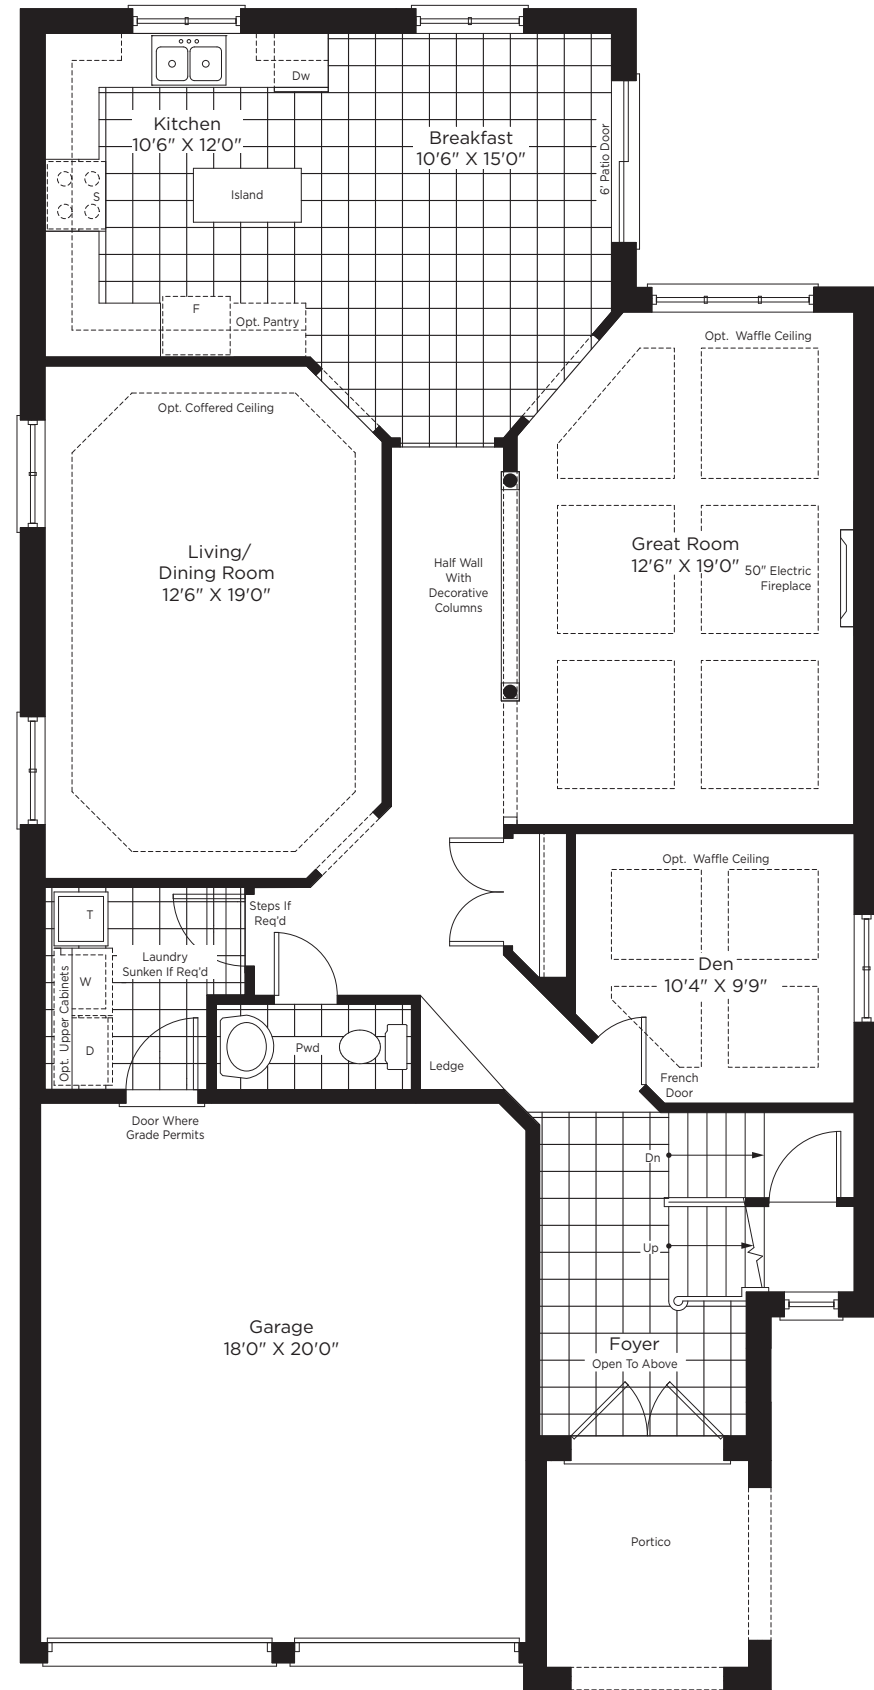 Dw
Kitchen
10'6" X 12'0"
Breakfast
10'6" X 15'0"
6' Patio Door
S
Island
F
Opt. Pantry
Opt. Waffle Ceiling
Opt. Coffered Ceiling
Living/
Dining Room
12'6" X 19'0"
Half Wall
With
Decorative
Columns
Great Room
12'6" X 19'0"
50" Electric
Fireplace
Opt. Waffle Ceiling
Den
10'4" X 9'9"
French
Door
Steps If
Req'd
T
Laundry
Sunken If Req'd
W
Opt. Upper Cabinets
D
Pwd
Ledge
Door Where
Grade Permits
Dn
Up
Garage
18'0" X 20'0"
Foyer
Open To Above
Portico